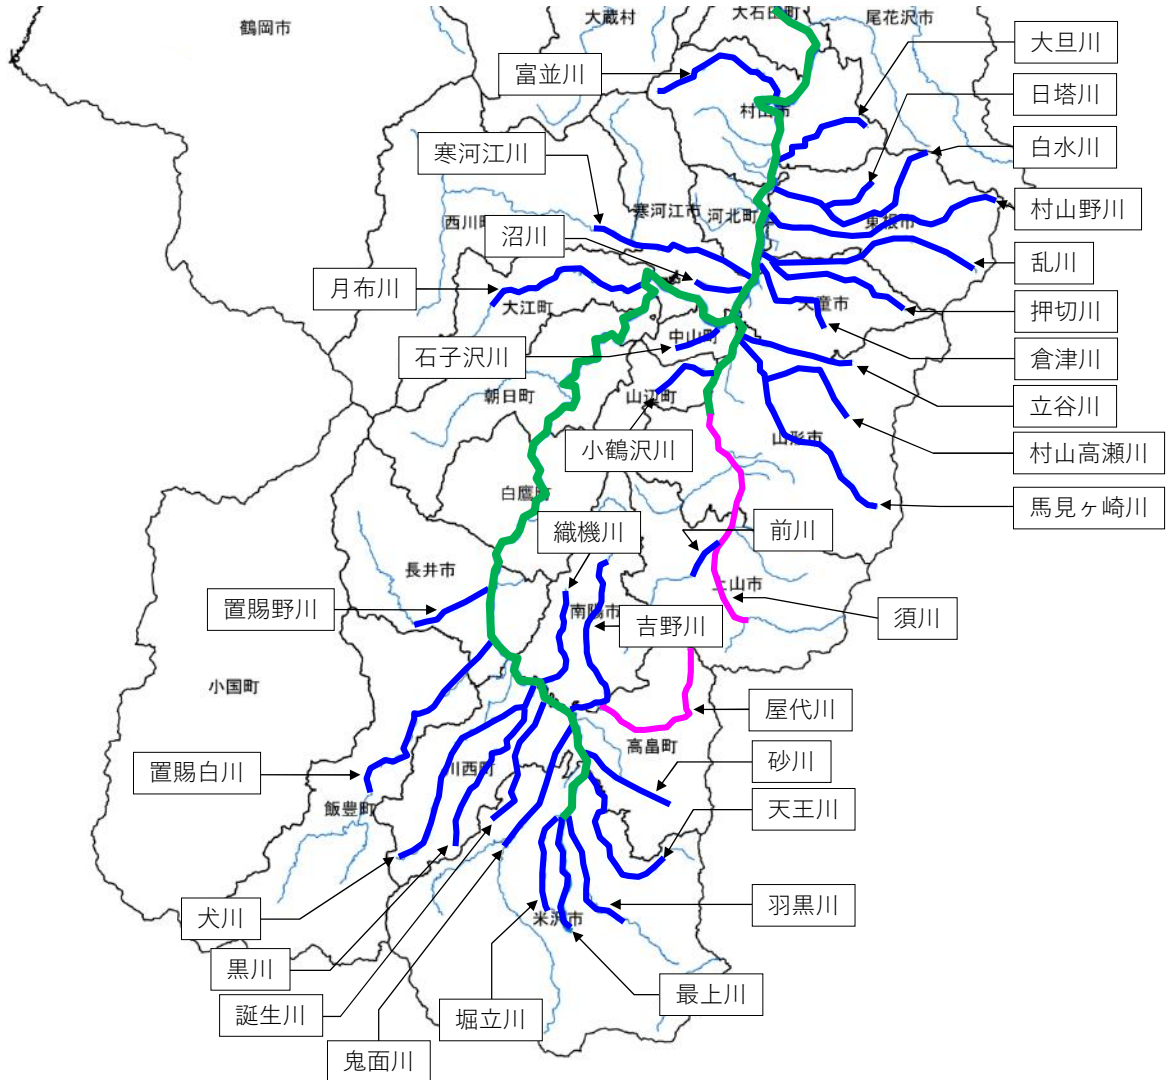 鶴岡市
大蔵村
大石田町
尾花沢市
大旦川
富並川
日塔川
村山市
白水川
寒河江川
村山野川
寒河江市
河北町
東根市
西川町
沼川
乱川
月布川
大江町
天童市
押切川
中山町
石子沢川
倉津川
朝日町
山辺町
立谷川
小鶴沢川
山形市
村山高瀬川
白鷹町
馬見ヶ崎川
織機川
前川
長井市
上山市
置賜野川
南陽市
吉野川
須川
小国町
屋代川
高畠町
砂川
置賜白川
川西町
飯豊町
天王川
犬川
米沢市
羽黒川
黒川
最上川
誕生川
堀立川
鬼面川